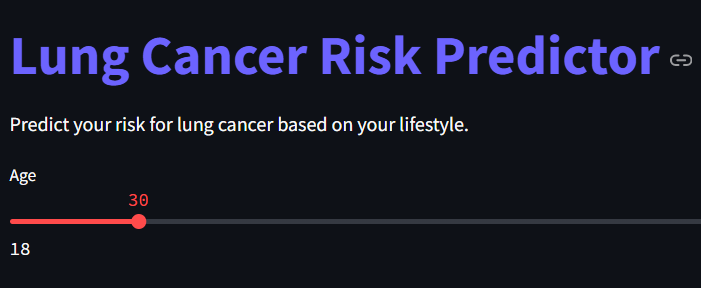 Lung Cancer Risk Predictor
Predict your risk for lung cancer based on your lifestyle.
Age
30
18